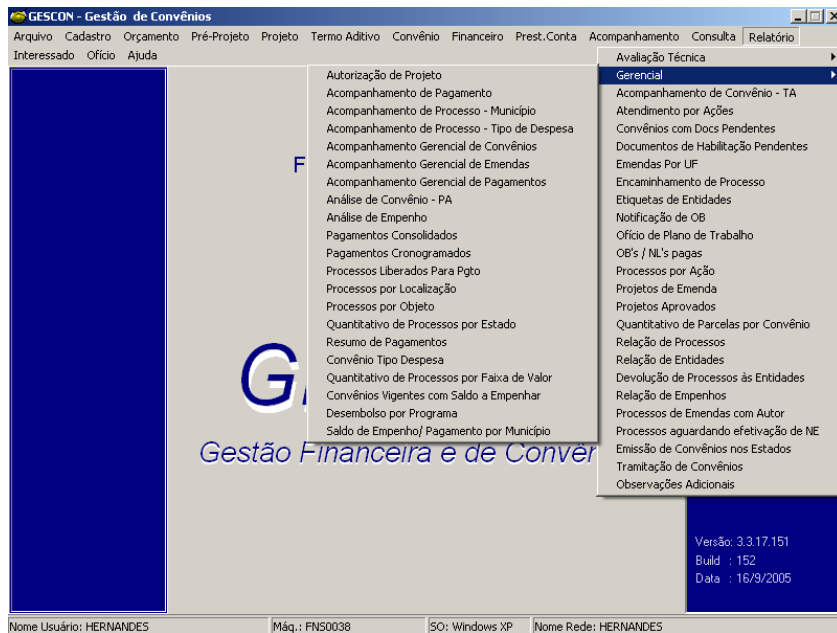 GESCON - Gestão de Convênios
Arquivo Cadastro Orçamento Pré-Projeto Projeto Termo Aditivo Convênio Financeiro Prest.Conta Acompanhamento Consulta Relatório
Interessado Ofício Ajuda
Avaliação Técnica
Gerencial
Acompanhamento de Convênio - TA
Atendimento por Ações
Convênios com Docs Pendentes
Documentos de Habilitação Pendentes
Emendas Por UF
Encaminhamento de Processo
Etiquetas de Entidades
Notificação de OB
Ofício de Plano de Trabalho
OB's / NL's pagas
Processos por Ação
Projetos de Emenda
Projetos Aprovados
Quantitativo de Parcelas por Convênio
Relação de Processos
Relação de Entidades
Devolução de Processos às Entidades
Relação de Empenhos
Processos de Emendas com Autor
Processos aguardando efetivação de NE
Emissão de Convênios nos Estados
Tramitação de Convênios
Observações Adicionais
Autorização de Projeto
Acompanhamento de Pagamento
Acompanhamento de Processo - Município
Acompanhamento de Processo - Tipo de Despesa
Acompanhamento Gerencial de Convênios
Acompanhamento Gerencial de Emendas
Acompanhamento Gerencial de Pagamentos
Análise de Convênio - PA
Análise de Empenho
Pagamentos Consolidados
Pagamentos Cronogramados
Processos Liberados Para Pgto
Processos por Localização
Processos por Objeto
Quantitativo de Processos por Estado
Resumo de Pagamentos
Convênio Tipo Despesa
Quantitativo de Processos por Faixa de Valor
Convênios Vigentes com Saldo a Empenhar
Desembolso por Programa
Saldo de Empenho/ Pagamento por Município
F
G
Gestão Financeira e de Conver
Versão: 3.3.17.151
Build : 152
Data : 16/9/2005
Nome Usuário: HERNANDES Máq.: FNS0038 SO: Windows XP Nome Rede: HERNANDES